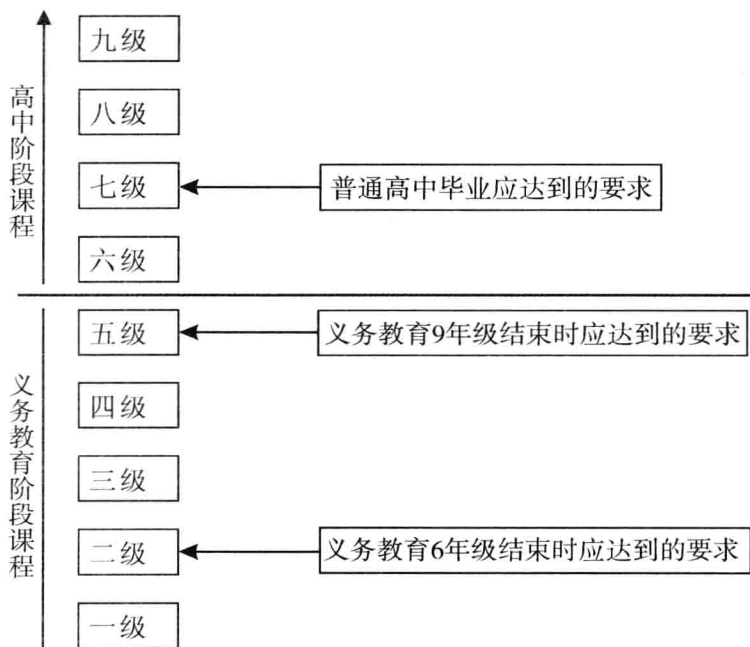 九级
八级
高中阶段课程
七级
普通高中毕业应达到的要求
六级
五级
义务教育9年级结束时应达到的要求
四级
义务教育阶段课程
三级
二级
义务教育6年级结束时应达到的要求
一级